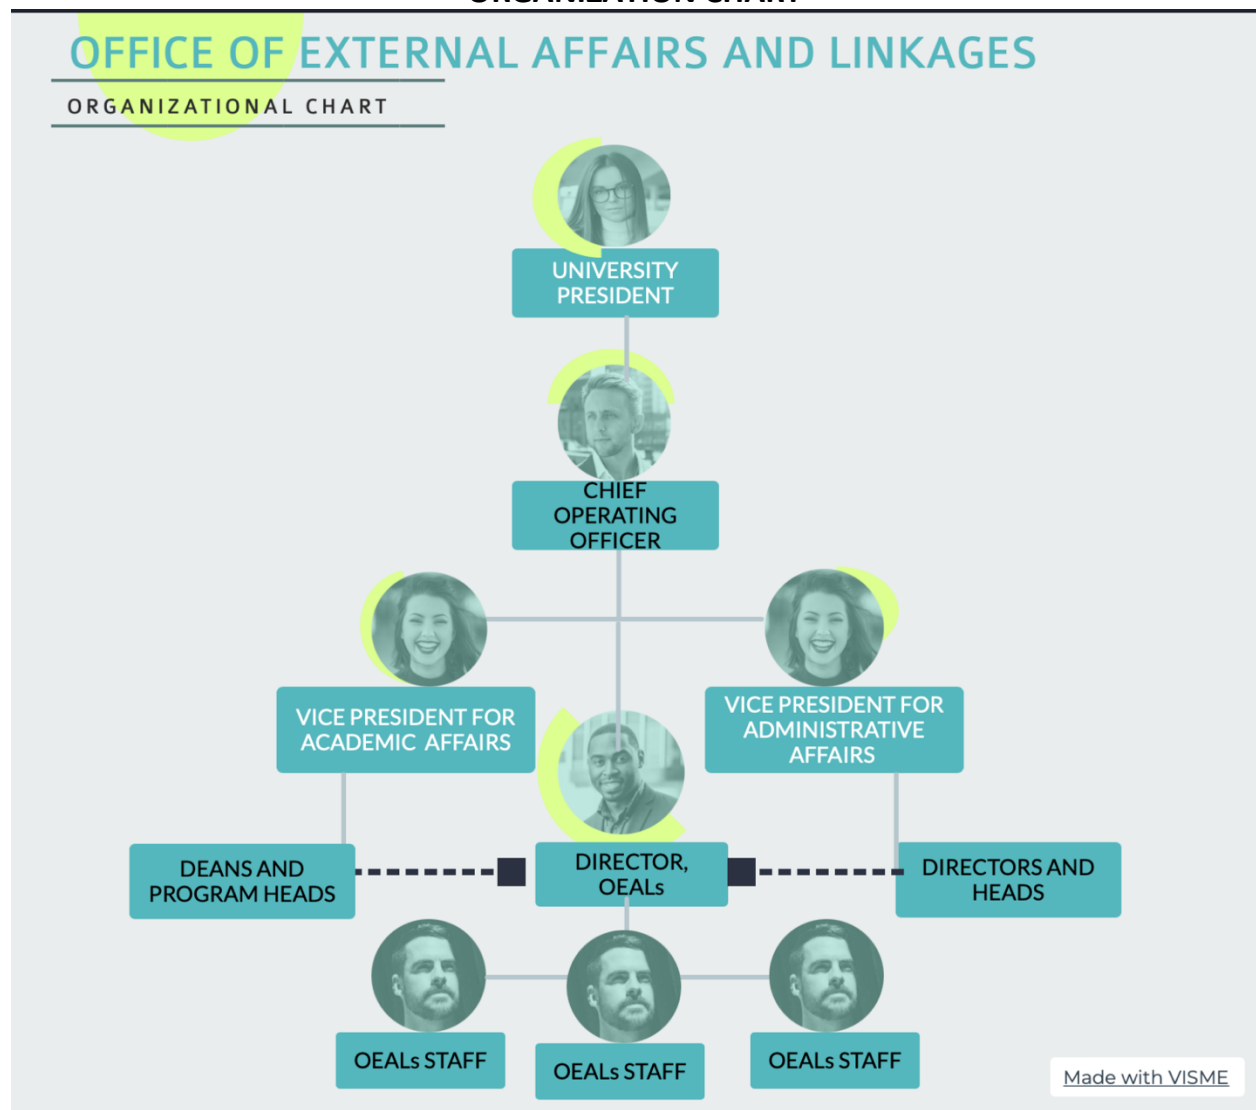 ORGANIZATION CHART
OFFICE OF EXTERNAL AFFAIRS AND LINKAGES
ORGANIZATIONAL CHART
UNIVERSITY
PRESIDENT
CHIEF
OPERATING
OFFICER
VICE PRESIDENT FOR
ACADEMIC AFFAIRS
VICE PRESIDENT FOR
ADMINISTRATIVE
AFFAIRS
DEANS AND
PROGRAM HEADS
DIRECTOR,
OEALs
DIRECTORS AND
HEADS
OEALs STAFF
OEALs STAFF
OEALs STAFF
Made with VISME